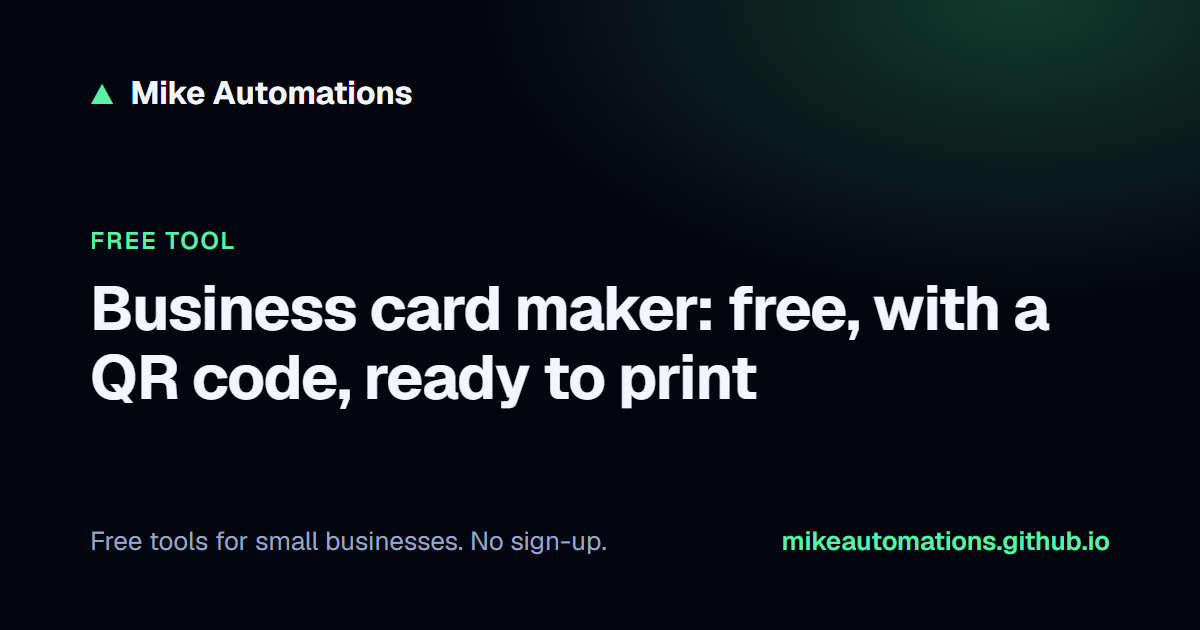 Mike Automations
FREE TOOL
Business card maker: free, with a
QR code, ready to print
Free tools for small businesses. No sign-up.
mikeautomations.github.io